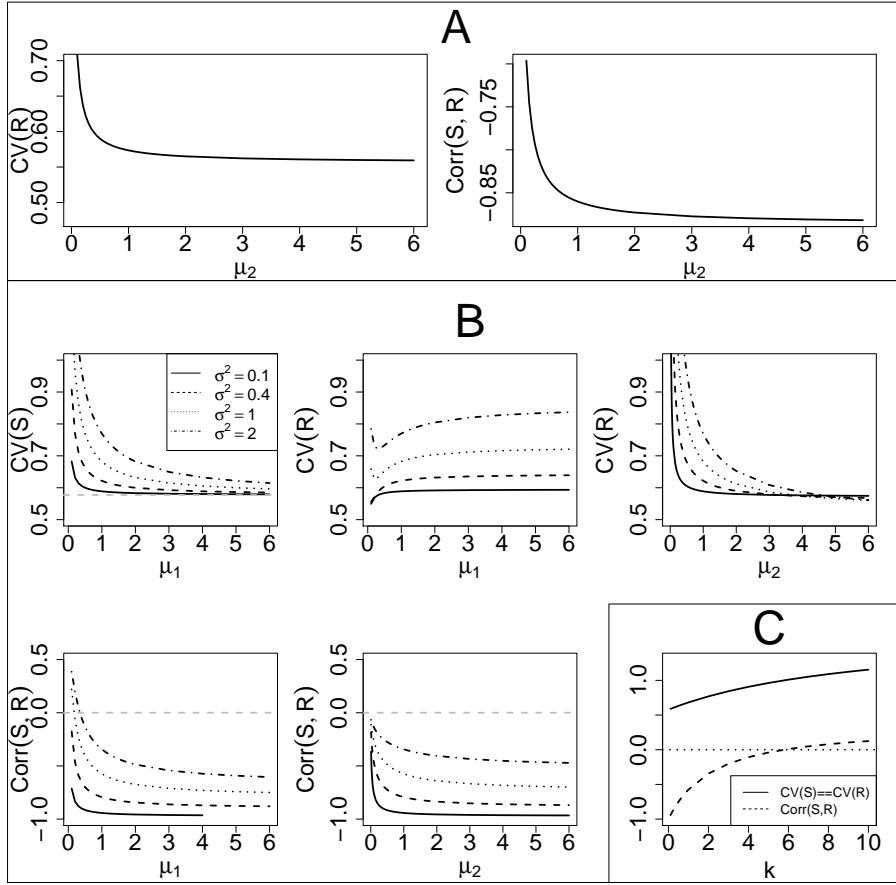 A
CV(R)
0.50 0.60 0.70
0 1 2 3 4 5 6
μ2
Corr(S, R)
−0.85 −0.75
0 1 2 3 4 5 6
μ2
B
CV(S)
0.5 0.7 0.9
σ² = 0.1
σ² = 0.4
σ² = 1
σ² = 2
0 1 2 3 4 5 6
μ1
CV(R)
0.5 0.7 0.9
0 1 2 3 4 5 6
μ1
CV(R)
0.5 0.7 0.9
0 1 2 3 4 5 6
μ2
Corr(S, R)
−1.0 0.0 0.5
0 1 2 3 4 5 6
μ1
Corr(S, R)
−1.0 0.0 0.5
0 1 2 3 4 5 6
μ2
C
−1.0 0.0 1.0
CV(S)==CV(R)
Corr(S,R)
0 2 4 6 8 10
k